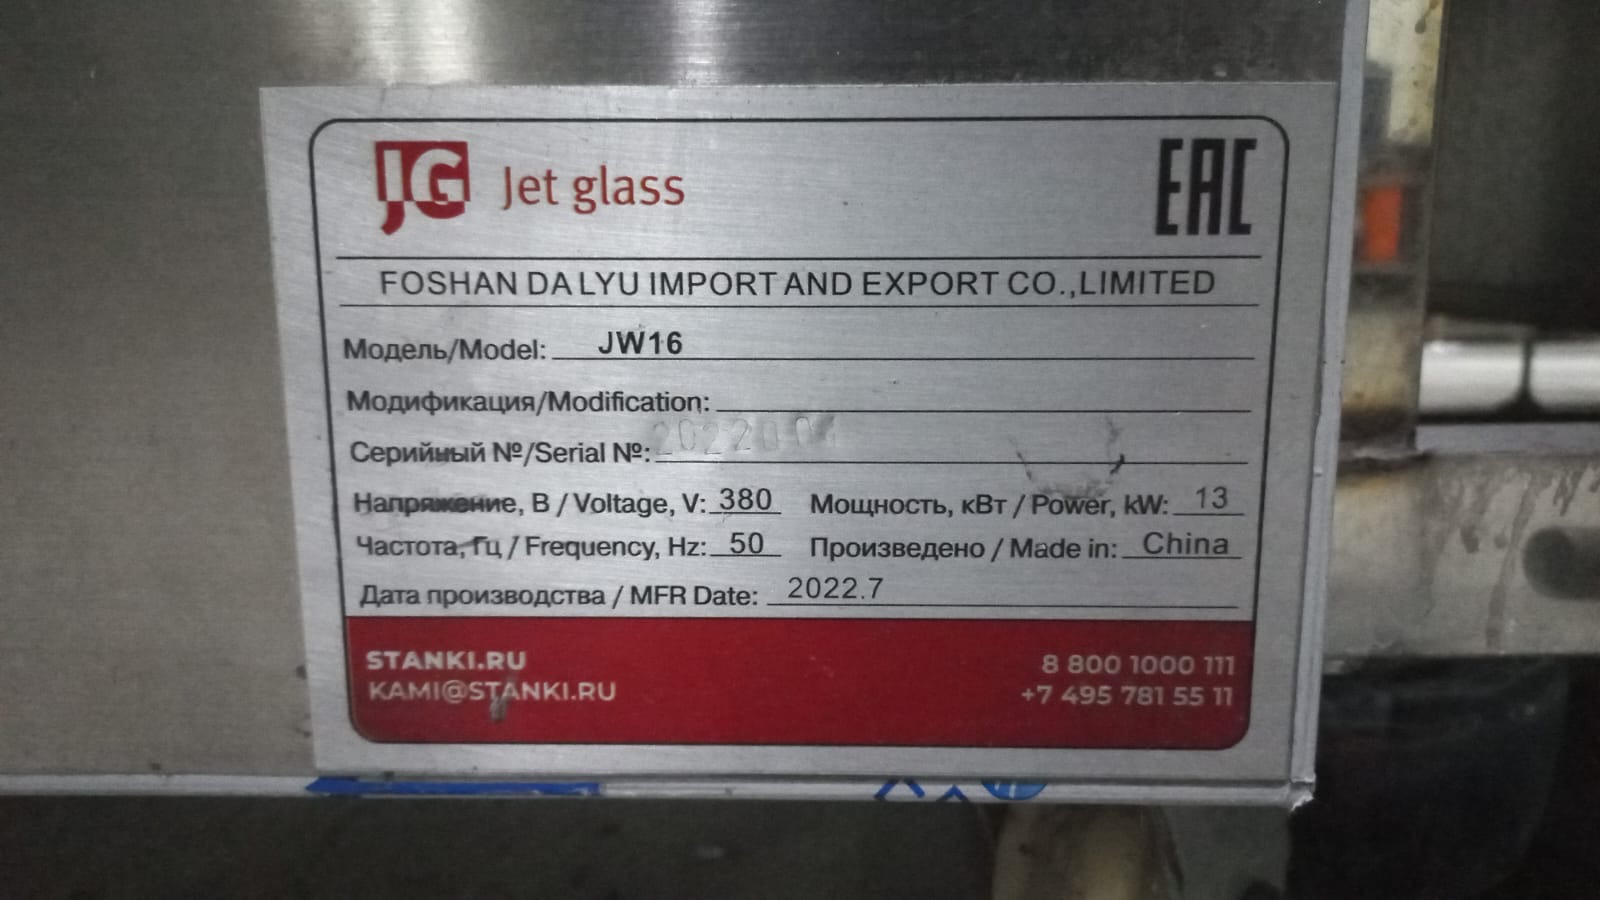 JG Jet glass EAC
FOSHAN DALYU IMPORT AND EXPORT CO.,LIMITED
Модель/Model: JW16
Модификация/Modification:
Серийный №/Serial №:
Напряжение, В / Voltage, V: 380 Мощность, кВт / Power, kW: 13
Частота, Гц / Frequency, Hz: 50 Произведено / Made in: China
Дата производства / MFR Date: 2022.7
STANKI.RU 8 800 1000 111
KAMI@STANKI.RU +7 495 781 55 11